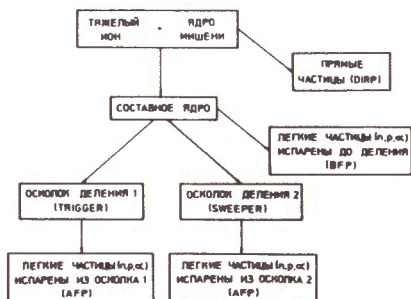 ТЯЖЕЛЫЙ ИОН - ЯДРО МИШЕНИ
ПРЯМЫЕ
ЧАСТИЦЫ (DIRP)
СОСТАВНОЕ ЯДРО
ЛЕГКИЕ ЧАСТИЦЫ (n,p,α)
ИСПАРЕНЫ ДО ДЕЛЕНИЯ
(BFP)
ОСКОЛОК ДЕЛЕНИЯ 1
(TRIGGER)
ОСКОЛОК ДЕЛЕНИЯ 2
(SWEEPER)
ЛЕГКИЕ ЧАСТИЦЫ (n,p,α)
ИСПАРЕНЫ ИЗ ОСКОЛКА 1
(AFP)
ЛЕГКИЕ ЧАСТИЦЫ (n,p,α)
ИСПАРЕНЫ ИЗ ОСКОЛКА 2
(AFP)